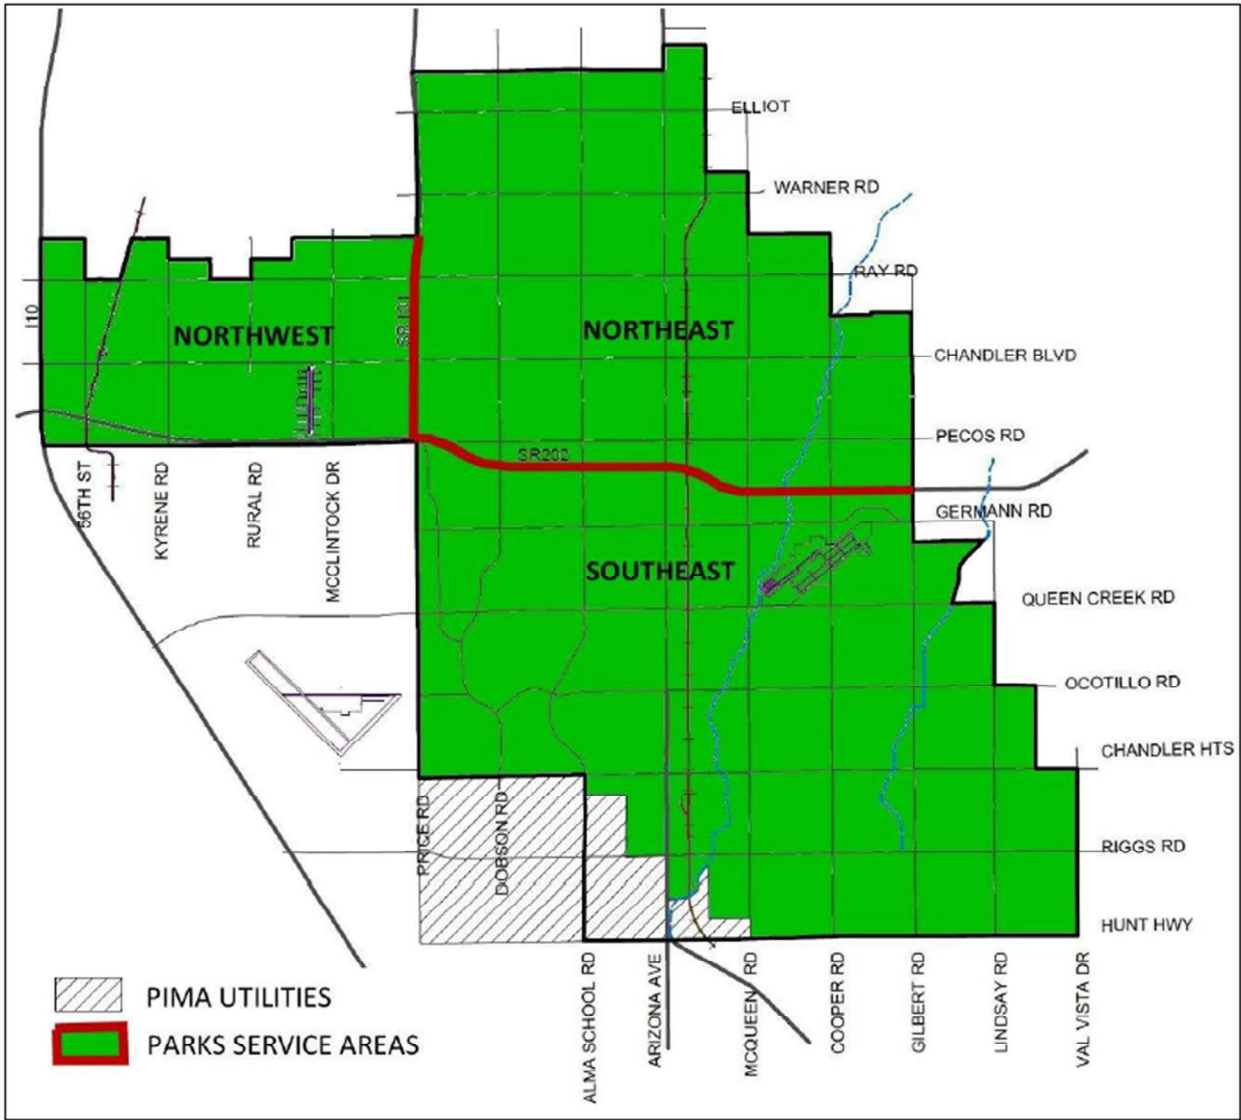 ELLIOT
WARNER RD
RAY RD
I10
NORTHWEST
SR101
NORTHEAST
CHANDLER BLVD
PECOS RD
SR202
56TH ST
KYRENE RD
RURAL RD
MCCLINTOCK DR
GERMANN RD
SOUTHEAST
QUEEN CREEK RD
OCOTILLO RD
CHANDLER HTS
PRICE RD
DOBSON RD
RIGGS RD
HUNT HWY
ALMA SCHOOL RD
ARIZONA AVE
MCQUEEN RD
COOPER RD
GILBERT RD
LINDSAY RD
VAL VISTA DR
PIMA UTILITIES
PARKS SERVICE AREAS